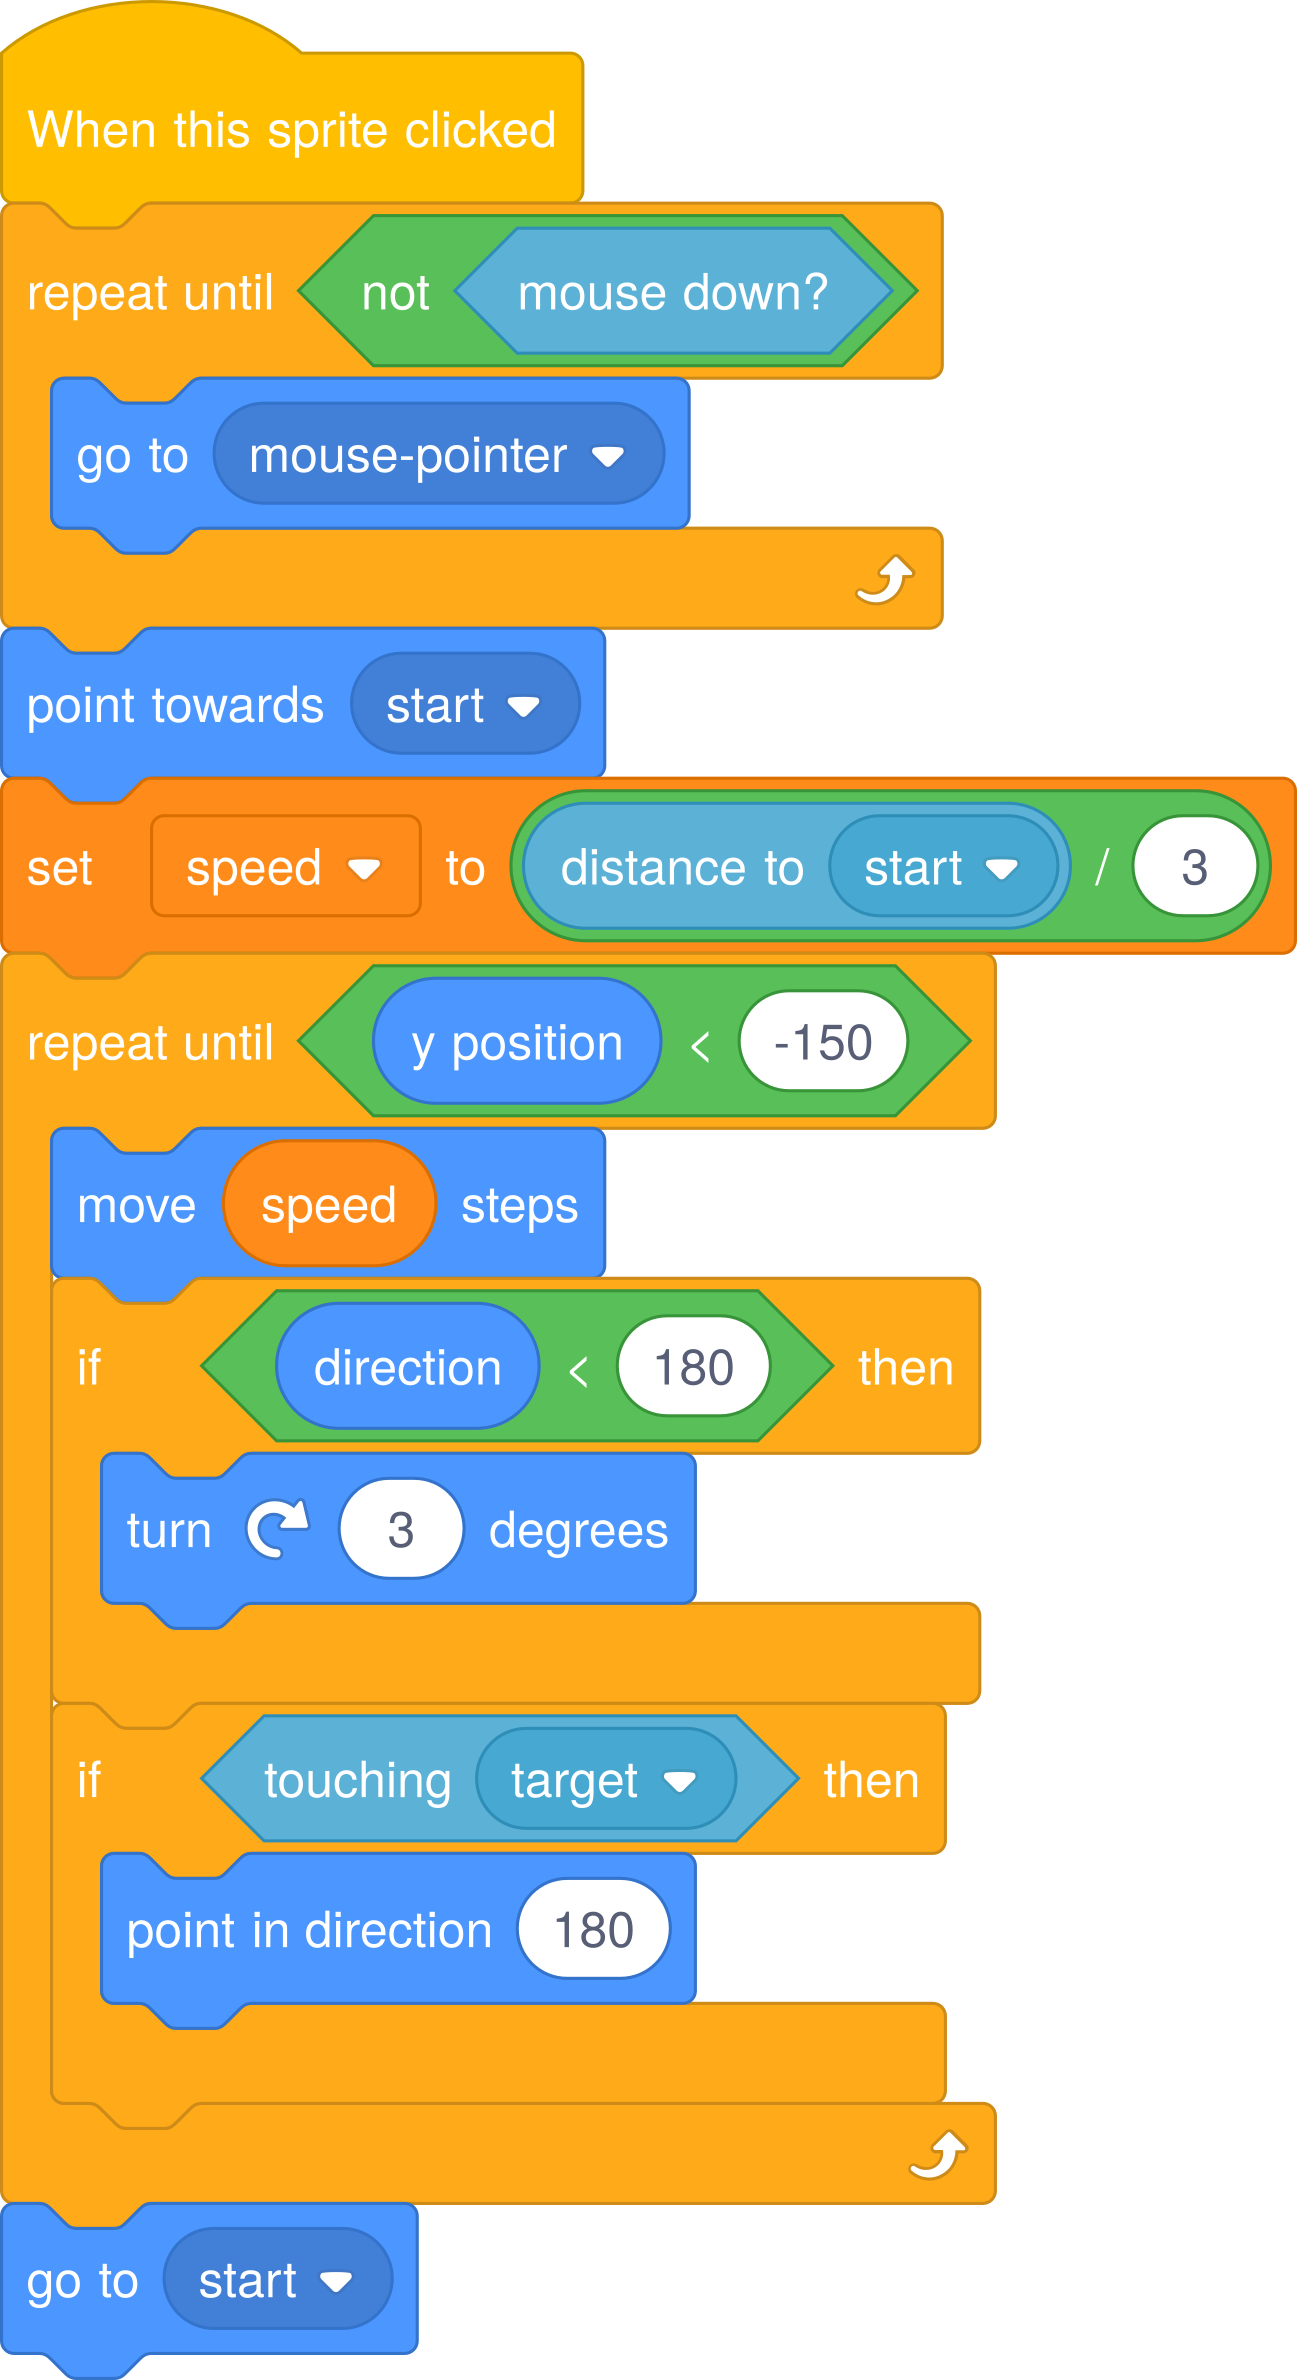 When this sprite clicked
repeat until not mouse down?
go to mouse-pointer
point towards start
set speed to distance to start / 3
repeat until y position < -150
move speed steps
if direction < 180 then
turn 3 degrees
if touching target then
point in direction 180
go to start